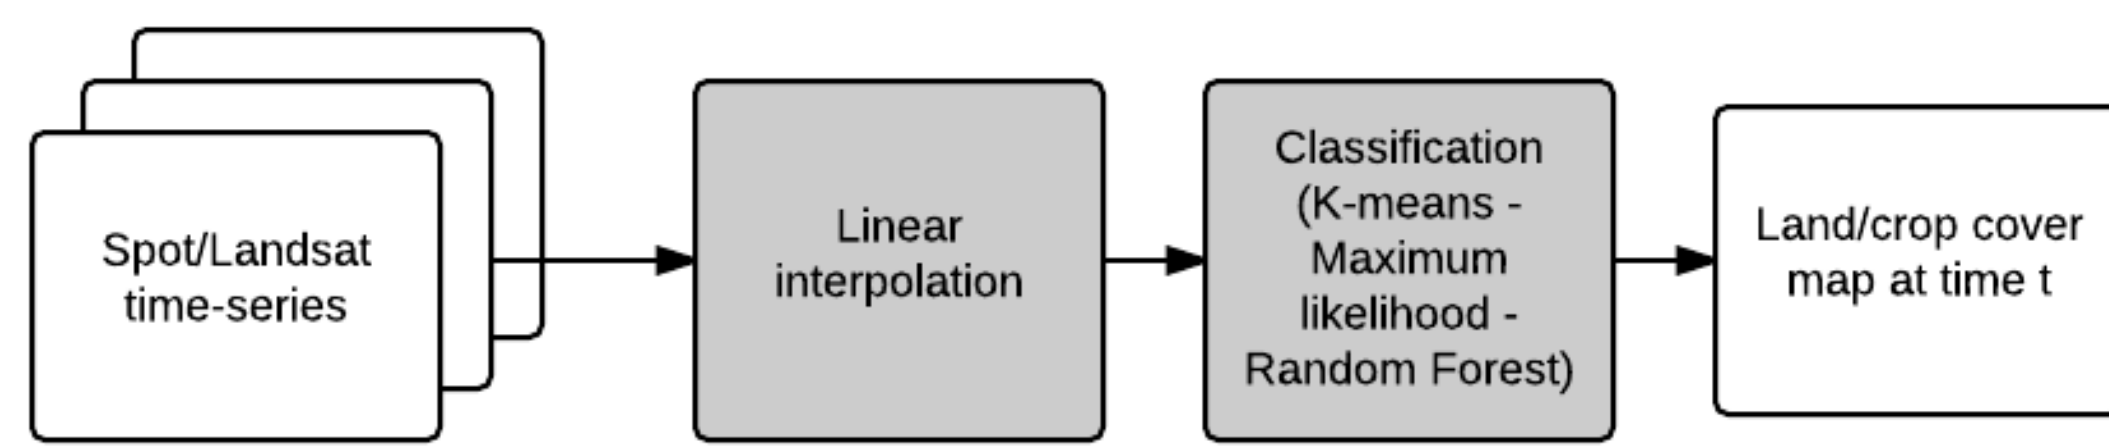 Spot/Landsat
time-series
Linear
interpolation
Classification
(K-means -
Maximum
likelihood -
Random Forest)
Land/crop cover
map at time t